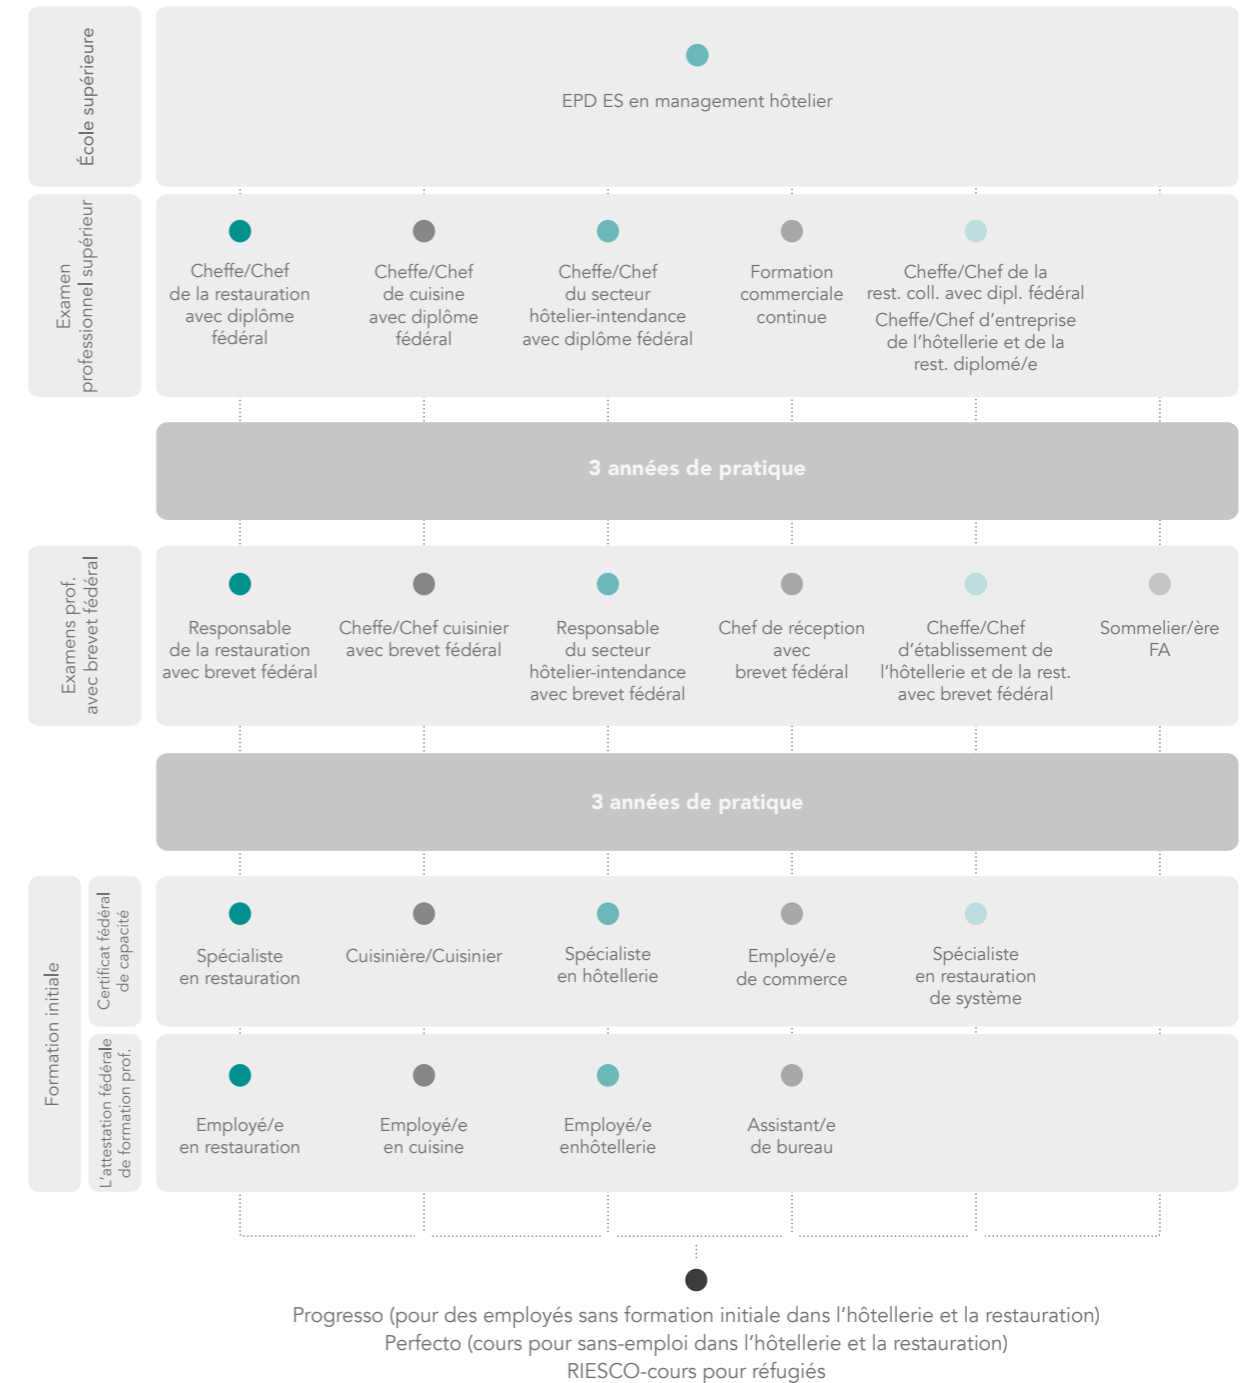 École supérieure
EPD ES en management hôtelier
Examen
professionnel supérieur
Cheffe/Chef
de la restauration
avec diplôme
fédéral
Cheffe/Chef
de cuisine
avec diplôme
fédéral
Cheffe/Chef
du secteur
hôtelier-intendance
avec diplôme fédéral
Formation
commerciale
continue
Cheffe/Chef de la
rest. coll. avec dipl. fédéral
Cheffe/Chef d’entreprise
de l’hôtellerie et de la
rest. diplomé/e
3 années de pratique
Examens prof.
avec brevet fédéral
Responsable
de la restauration
avec brevet fédéral
Cheffe/Chef cuisinier
avec brevet fédéral
Responsable
du secteur
hôtelier-intendance
avec brevet fédéral
Chef de réception
avec
brevet fédéral
Cheffe/Chef
d’établissement de
l’hôtellerie et de la rest.
avec brevet fédéral
Sommelier/ère
FA
3 années de pratique
Formation initiale
Certificat fédéral
de capacité
Spécialiste
en restauration
Cuisinière/Cuisinier
Spécialiste
en hôtellerie
Employé/e
de commerce
Spécialiste
en restauration
de système
L’attestation fédérale
de formation prof.
Employé/e
en restauration
Employé/e
en cuisine
Employé/e
enhôtellerie
Assistant/e
de bureau
Progresso (pour des employés sans formation initiale dans l’hôtellerie et la restauration)
Perfecto (cours pour sans-emploi dans l’hôtellerie et la restauration)
RIESCO-cours pour réfugiés